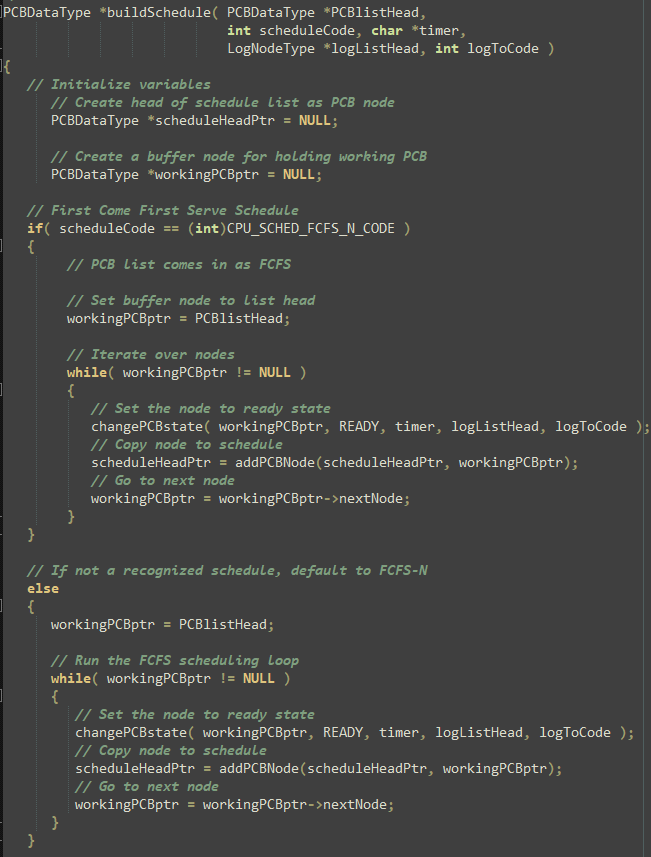 PCBDataType *buildSchedule( PCBDataType *PCBlistHead,
                            int scheduleCode, char *timer,
                            LogNodeType *logListHead, int logToCode )
{
   // Initialize variables
      // Create head of schedule list as PCB node
      PCBDataType *scheduleHeadPtr = NULL;

      // Create a buffer node for holding working PCB
      PCBDataType *workingPCBptr = NULL;

   // First Come First Serve Schedule
   if( scheduleCode == (int)CPU_SCHED_FCFS_N_CODE )
   {
        // PCB list comes in as FCFS

        // Set buffer node to list head
        workingPCBptr = PCBlistHead;

        // Iterate over nodes
        while( workingPCBptr != NULL )
        {
           // Set the node to ready state
           changePCBstate( workingPCBptr, READY, timer, logListHead, logToCode );
           // Copy node to schedule
           scheduleHeadPtr = addPCBNode(scheduleHeadPtr, workingPCBptr);
           // Go to next node
           workingPCBptr = workingPCBptr->nextNode;
        }
   }

   // If not a recognized schedule, default to FCFS-N
   else
   {
      workingPCBptr = PCBlistHead;

      // Run the FCFS scheduling loop
      while( workingPCBptr != NULL )
      {
         // Set the node to ready state
         changePCBstate( workingPCBptr, READY, timer, logListHead, logToCode );
         // Copy node to schedule
         scheduleHeadPtr = addPCBNode(scheduleHeadPtr, workingPCBptr);
         // Go to next node
         workingPCBptr = workingPCBptr->nextNode;
      }
   }